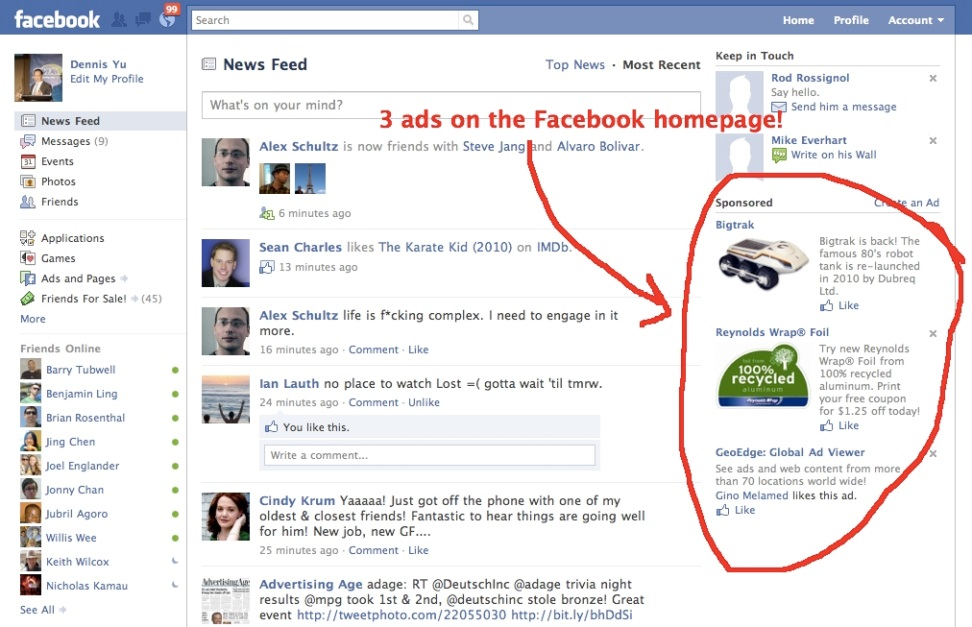 facebook
99
Search
Home Profile Account
Dennis Yu
Edit My Profile
News Feed
Messages (9)
Events
Photos
Friends
Applications
Games
Ads and Pages
Friends For Sale! (45)
More
Friends Online
Barry Tubwell
Benjamin Ling
Brian Rosenthal
Jing Chen
Joel Englander
Jonny Chan
Jubril Agoro
Willis Wee
Keith Wilcox
Nicholas Kamau
See All
News Feed
Top News · Most Recent
What's on your mind?
3 ads on the Facebook homepage!
Alex Schultz is now friends with Steve Jang and Alvaro Bolivar.
6 minutes ago
Sean Charles likes The Karate Kid (2010) on IMDb.
13 minutes ago
Alex Schultz life is f*cking complex. I need to engage in it
more.
16 minutes ago · Comment · Like
Ian Lauth no place to watch Lost =( gotta wait 'til tmrw.
24 minutes ago · Comment · Unlike
You like this.
Write a comment...
Cindy Krum Yaaaaa! Just got off the phone with one of my
oldest & closest friends! Fantastic to hear things are going well
for him! New job, new GF....
25 minutes ago · Comment · Like
Advertising Age
Advertising Age adage: RT @DeutschInc @adage trivia night
results @mpg took 1st & 2nd, @deutschinc stole bronze! Great
event http://tweetphoto.com/22055030 http://bit.ly/bhDdSi
Keep in Touch
Rod Rossignol
Say hello.
Send him a message
Mike Everhart
Write on his Wall
Sponsored Create an Ad
Bigtrak
Bigtrak is back! The
famous 80's robot
tank is re-launched
in 2010 by Dubreq
Ltd.
Like
Reynolds Wrap® Foil
100%
recycled
aluminum
Try new Reynolds
Wrap® Foil from
100% recycled
aluminum. Print
your free coupon
for $1.25 off today!
Like
GeoEdge: Global Ad Viewer
See ads and web content from more
than 70 locations world wide!
Gino Melamed likes this ad.
Like